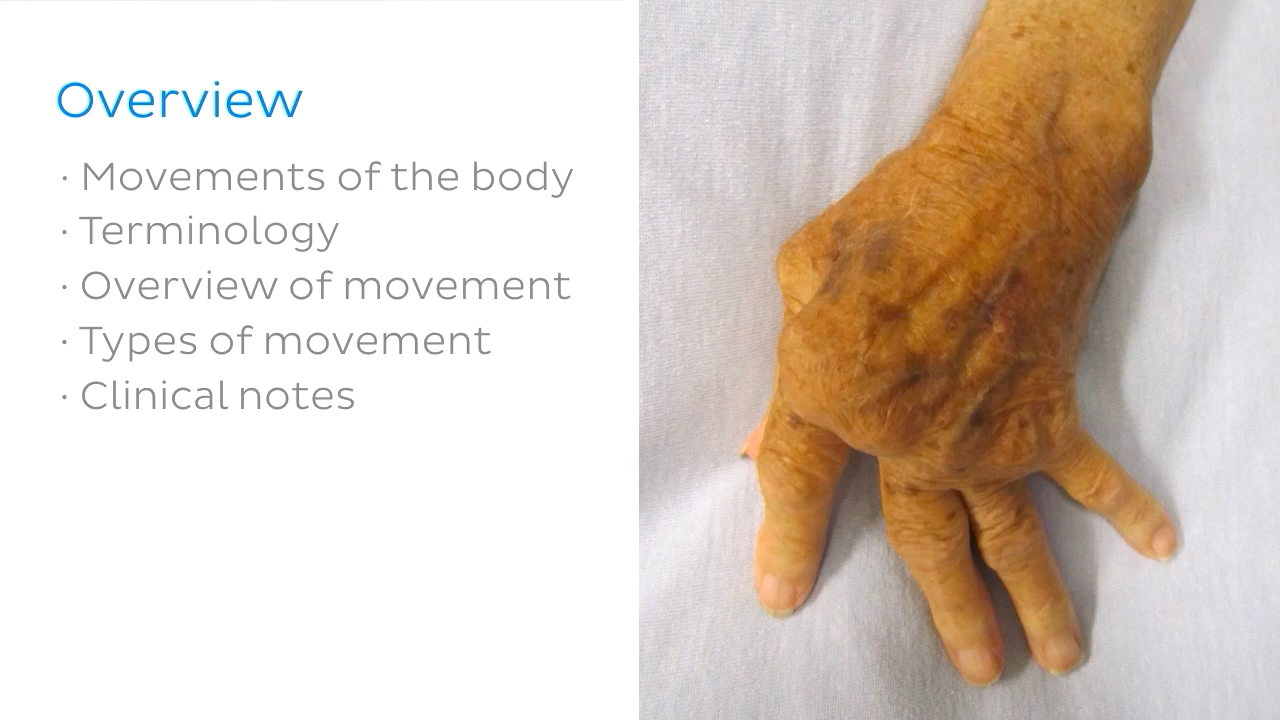 Overview
· Movements of the body
· Terminology
· Overview of movement
· Types of movement
· Clinical notes